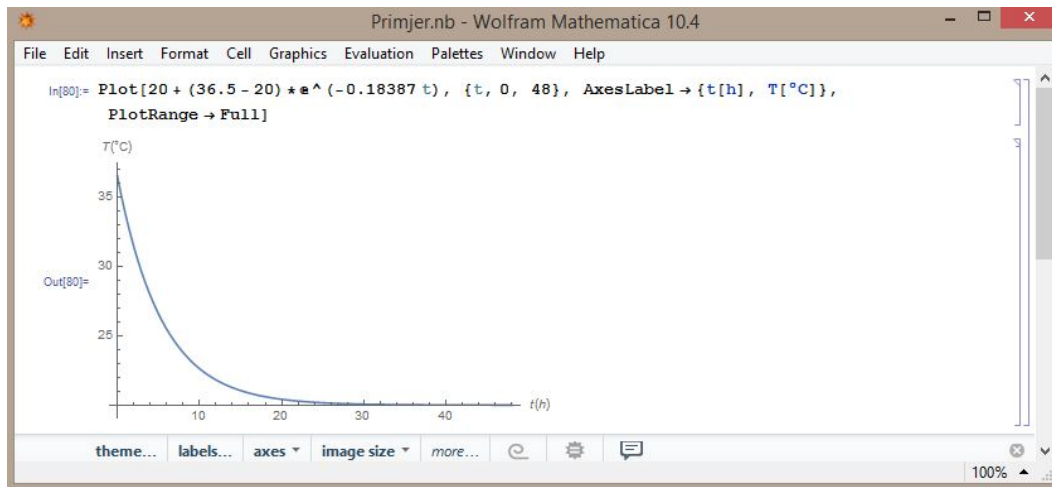 Primjer.nb - Wolfram Mathematica 10.4
File Edit Insert Format Cell Graphics Evaluation Palettes Window Help
In[80]:= Plot[20 + (36.5 - 20) * e^(-0.18387 t), {t, 0, 48}, AxesLabel → {t[h], T[°C]},
PlotRange → Full]
T(°C)
35
30
Out[80]=
25
t(h)
10 20 30 40
theme... labels... axes image size more...
100%